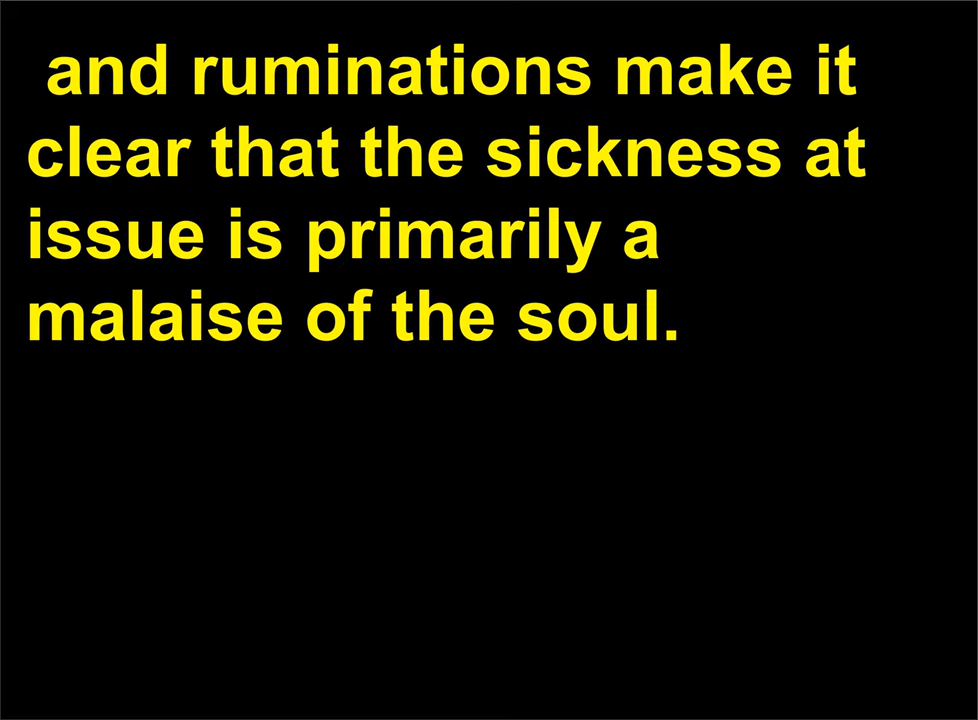 and ruminations make it
clear that the sickness at
issue is primarily a
malaise of the soul.